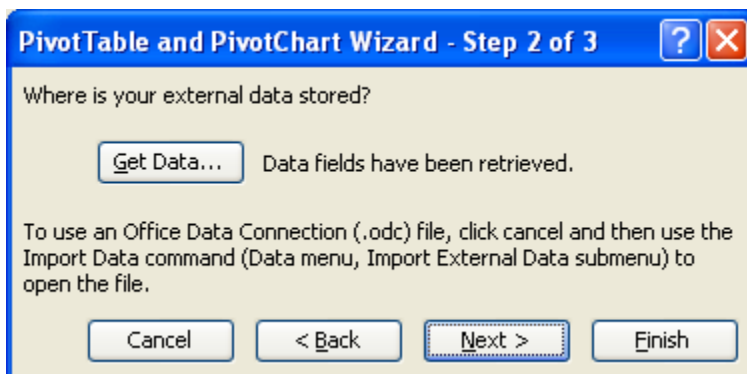 PivotTable and PivotChart Wizard - Step 2 of 3
?
Where is your external data stored?
Get Data... Data fields have been retrieved.
To use an Office Data Connection (.odc) file, click cancel and then use the
Import Data command (Data menu, Import External Data submenu) to
open the file.
Cancel < Back Next > Finish